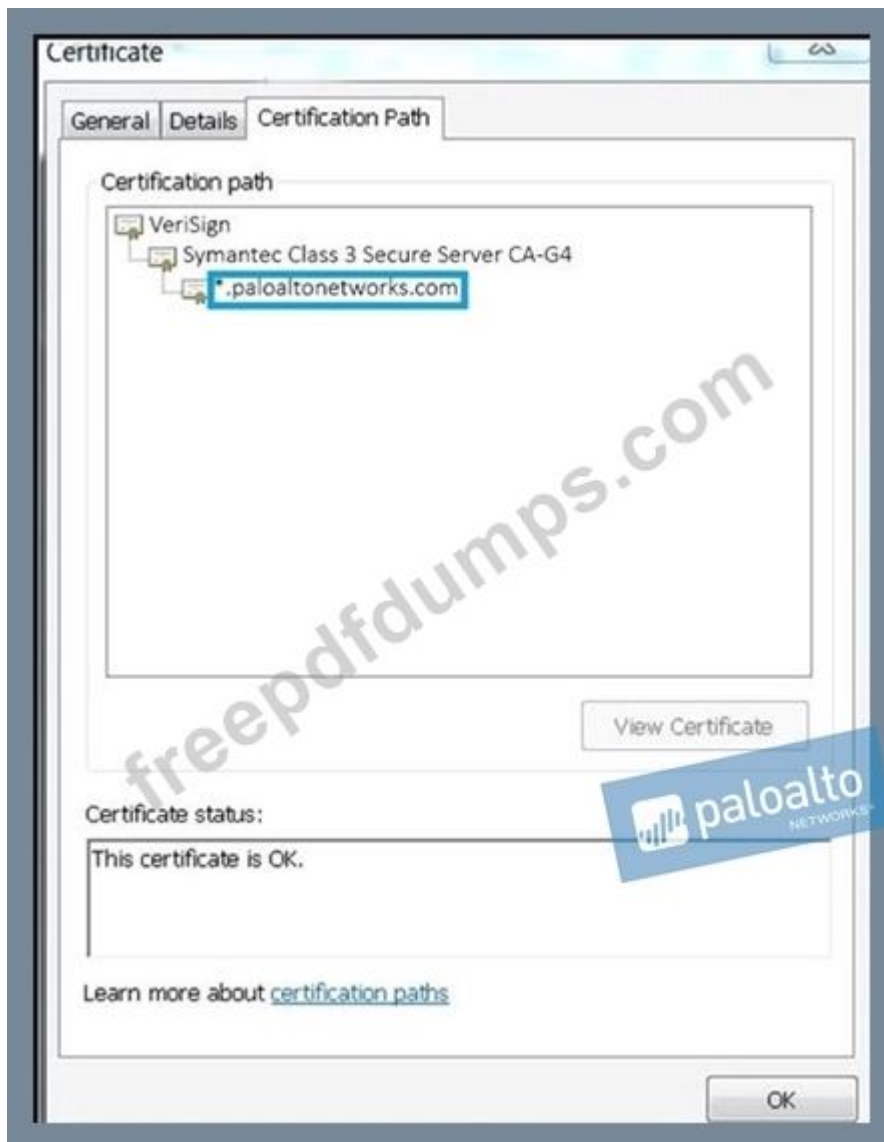 Certificate
General Details Certification Path
Certification path
VeriSign
Symantec Class 3 Secure Server CA-G4
*.paloaltonetworks.com
freepdfdumps.com
View Certificate
paloalto
NETWORKS
Certificate status:
This certificate is OK.
Learn more about certification paths
OK